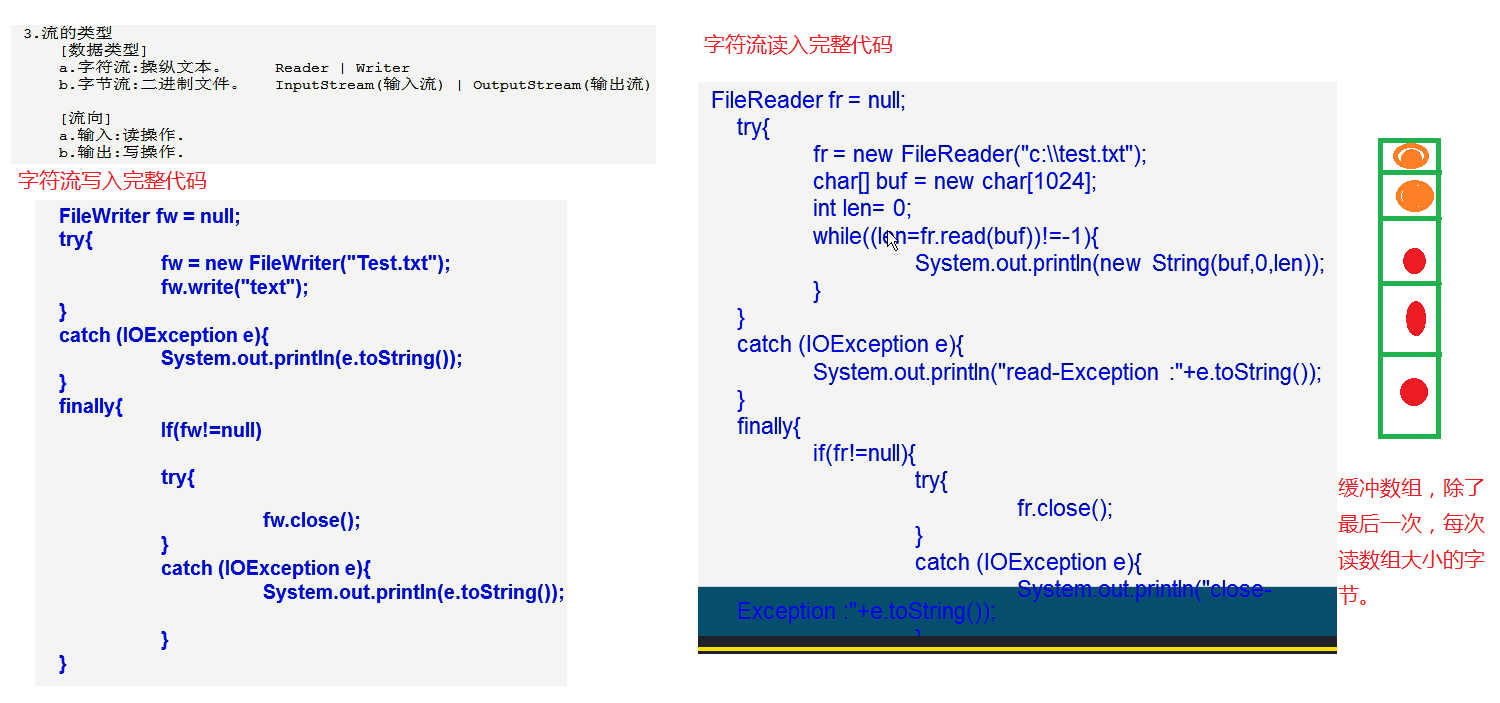 3.流的类型
[数据类型]
a.字符流:操纵文本。 Reader | Writer
b.字节流:二进制文件。 InputStream(输入流) | OutputStream(输出流)
[流向]
a.输入:读操作.
b.输出:写操作.
字符流写入完整代码
FileWriter fw = null;
try{
fw = new FileWriter("Test.txt");
fw.write("text");
}
catch (IOException e){
System.out.println(e.toString());
}
finally{
If(fw!=null)
try{
fw.close();
}
catch (IOException e){
System.out.println(e.toString());
}
}
字符流读入完整代码
FileReader fr = null;
try{
fr = new FileReader("c:\\test.txt");
char[] buf = new char[1024];
int len= 0;
while((len=fr.read(buf))!=-1){
System.out.println(new String(buf,0,len));
}
}
catch (IOException e){
System.out.println("read-Exception :"+e.toString());
}
finally{
if(fr!=null){
try{
fr.close();
}
catch (IOException e){
System.out.println("close-
Exception :"+e.toString());
}
缓冲数组，除了
最后一次，每次
读数组大小的字
节。